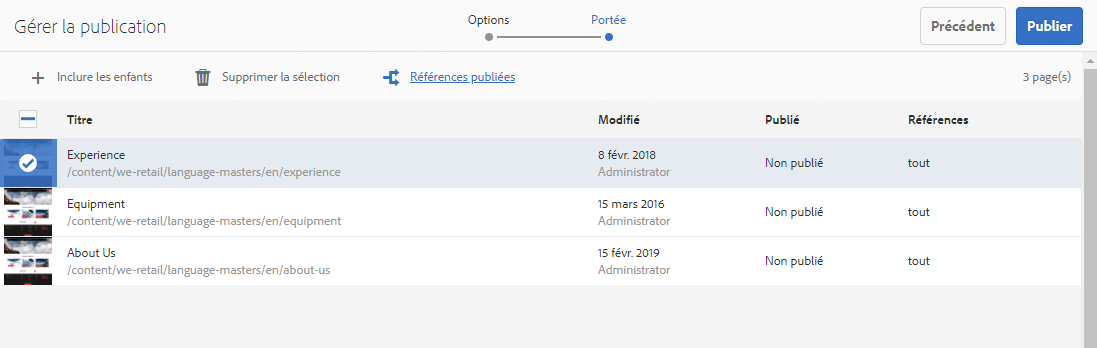 Gérer la publication
Options
Portée
Précédent
Publier
Inclure les enfants
Supprimer la sélection
Références publiées
3 page(s)
Titre
Modifié
Publié
Références
Experience
8 févr. 2018
/content/we-retail/language-masters/en/experience
Administrator
Non publié
tout
Equipment
15 mars 2016
/content/we-retail/language-masters/en/equipment
Administrator
Non publié
tout
About Us
15 févr. 2019
/content/we-retail/language-masters/en/about-us
Administrator
Non publié
tout